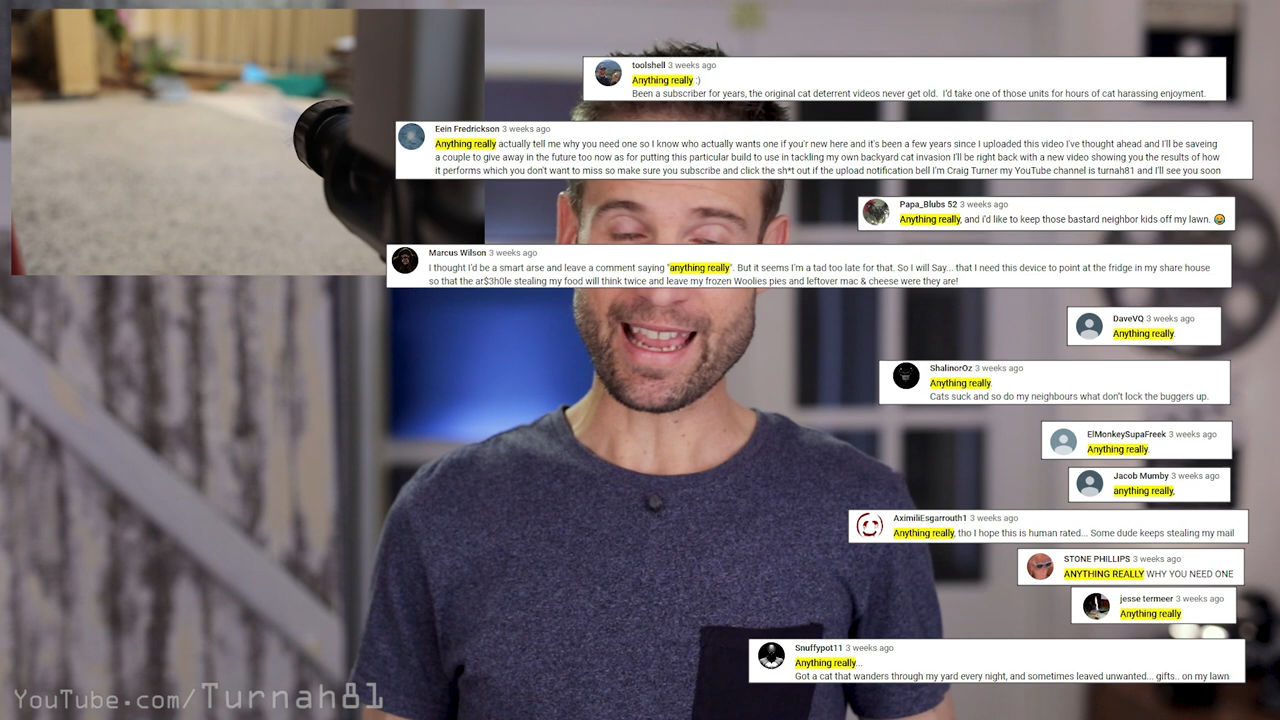 toolshell 3 weeks ago
Anything really :)
Been a subscriber for years, the original cat deterrent videos never get old. I'd take one of those units for hours of cat harassing enjoyment.
Eein Fredrickson 3 weeks ago
Anything really actually tell me why you need one so I know who actually wants one if you'r new here and it's been a few years since I uploaded this video I've thought ahead and I'll be saving
a couple to give away in the future too now as for putting this particular build to use in tackling my own backyard cat invasion I'll be right back with a new video showing you the results of how
it performs which you don't want to miss so make sure you subscribe and click the sh*t out if the upload notification bell I'm Craig Turner my YouTube channel is turnah81 and I'll see you soon
Papa_Blubs 52 3 weeks ago
Anything really, and i'd like to keep those bastard neighbor kids off my lawn. 😂
Marcus Wilson 3 weeks ago
I thought I'd be a smart arse and leave a comment saying "anything really". But it seems I'm a tad too late for that. So I will Say... that I need this device to point at the fridge in my share house
so that the ar$3h0le stealing my food will think twice and leave my frozen Woolies pies and leftover mac & cheese were they are!
DaveVQ 3 weeks ago
Anything really.
ShalinorOz 3 weeks ago
Anything really.
Cats suck and so do my neighbours what don't lock the buggers up.
ElMonkeySupaFreek 3 weeks ago
Anything really.
Jacob Mumby 3 weeks ago
anything really,
AximiliEsgarrouth1 3 weeks ago
Anything really, tho I hope this is human rated... Some dude keeps stealing my mail
STONE PHILLIPS 3 weeks ago
ANYTHING REALLY WHY YOU NEED ONE
jesse termeer 3 weeks ago
Anything really
Snuffypot11 3 weeks ago
Anything really...
Got a cat that wanders through my yard every night, and sometimes leaved unwanted... gifts.. on my lawn
YouTube.com/Turnah81